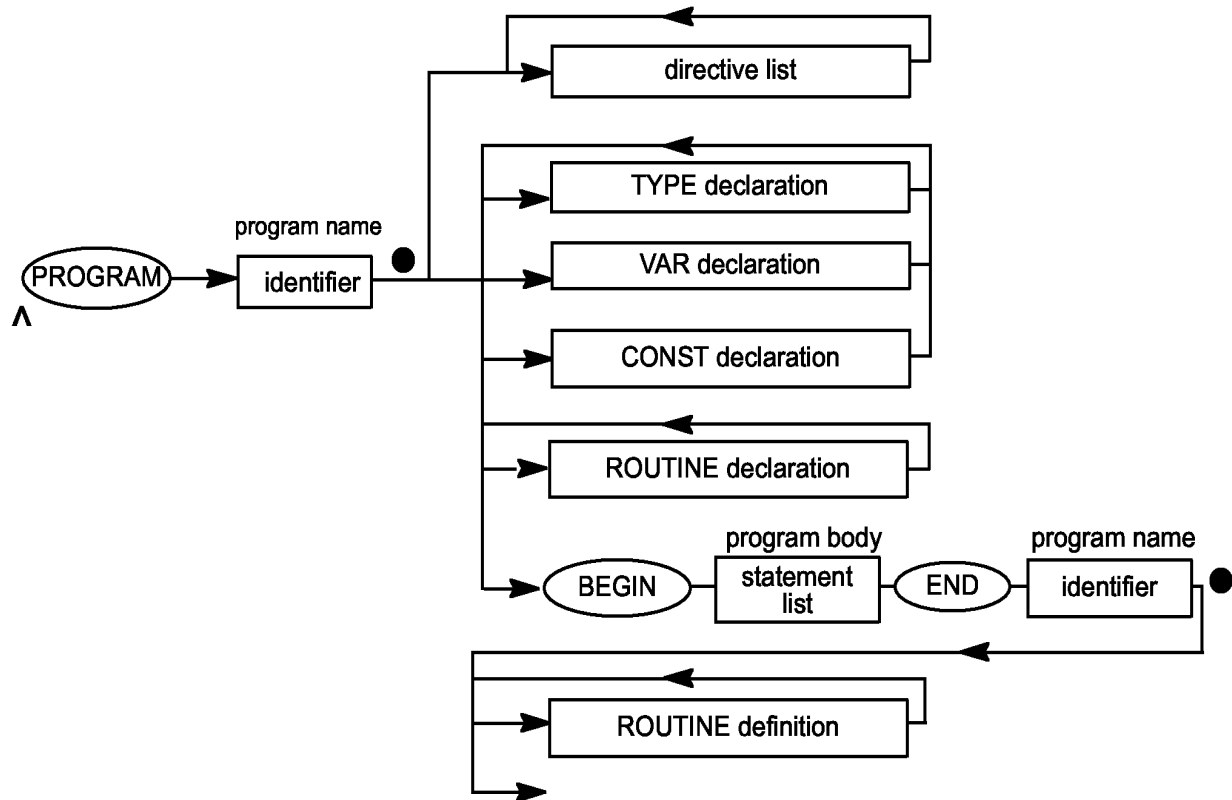 directive list
TYPE declaration
program name
PROGRAM
identifier
VAR declaration
CONST declaration
ROUTINE declaration
program body
program name
BEGIN
statement
list
END
identifier
ROUTINE definition